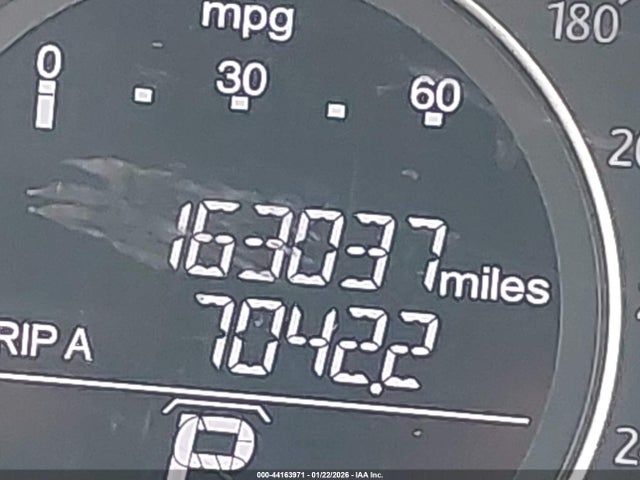 mpg
180
0 30 60
163037 miles
RIP A 7042.2
P
000-44163971 - 01/22/2026 - IAA Inc.